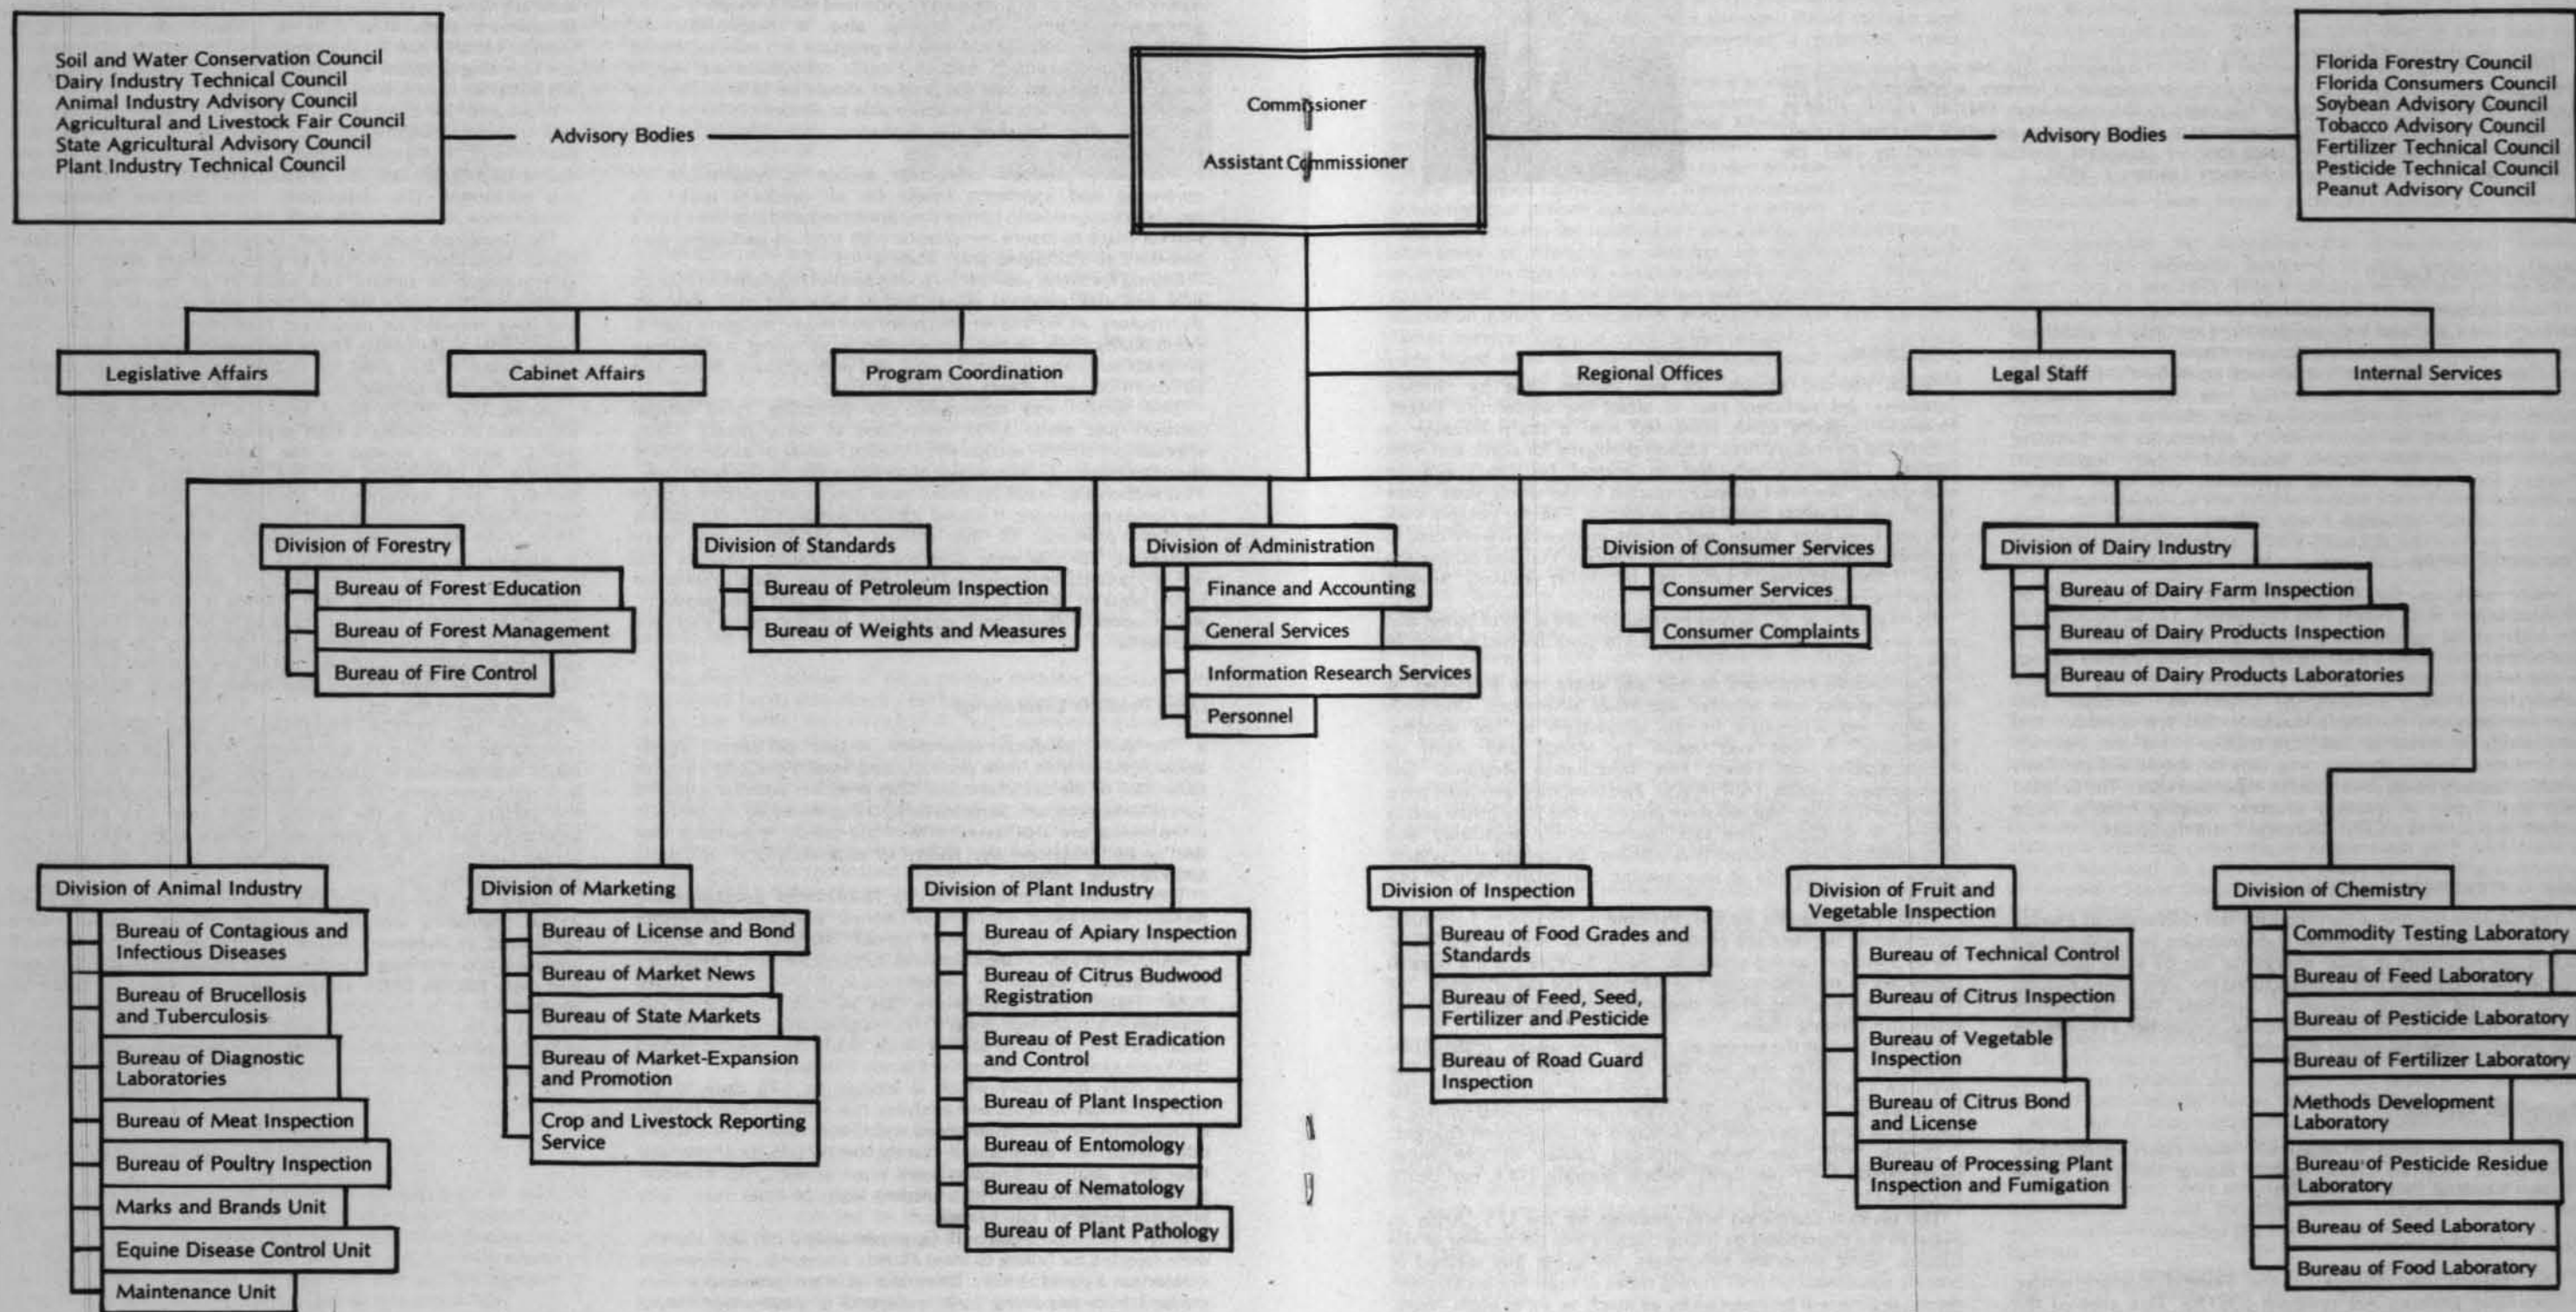 Soil and Water Conservation Council
Dairy Industry Technical Council
Animal Industry Advisory Council
Agricultural and Livestock Fair Council
State Agricultural Advisory Council
Plant Industry Technical Council
Advisory Bodies
Commissioner
Assistant Commissioner
Advisory Bodies
Florida Forestry Council
Florida Consumers Council
Soybean Advisory Council
Tobacco Advisory Council
Fertilizer Technical Council
Pesticide Technical Council
Peanut Advisory Council
Legislative Affairs
Cabinet Affairs
Program Coordination
Regional Offices
Legal Staff
Internal Services
Division of Forestry
Bureau of Forest Education
Bureau of Forest Management
Bureau of Fire Control
Division of Standards
Bureau of Petroleum Inspection
Bureau of Weights and Measures
Division of Administration
Finance and Accounting
General Services
Information Research Services
Personnel
Division of Consumer Services
Consumer Services
Consumer Complaints
Division of Dairy Industry
Bureau of Dairy Farm Inspection
Bureau of Dairy Products Inspection
Bureau of Dairy Products Laboratories
Division of Animal Industry
Bureau of Contagious and
Infectious Diseases
Bureau of Brucellosis
and Tuberculosis
Bureau of Diagnostic
Laboratories
Bureau of Meat Inspection
Bureau of Poultry Inspection
Marks and Brands Unit
Equine Disease Control Unit
Maintenance Unit
Division of Marketing
Bureau of License and Bond
Bureau of Market News
Bureau of State Markets
Bureau of Market-Expansion
and Promotion
Crop and Livestock Reporting
Service
Division of Plant Industry
Bureau of Apiary Inspection
Bureau of Citrus Budwood
Registration
Bureau of Pest Eradication
and Control
Bureau of Plant Inspection
Bureau of Entomology
Bureau of Nematology
Bureau of Plant Pathology
Division of Inspection
Bureau of Food Grades and
Standards
Bureau of Feed, Seed,
Fertilizer and Pesticide
Bureau of Road Guard
Inspection
Division of Fruit and
Vegetable Inspection
Bureau of Technical Control
Bureau of Citrus Inspection
Bureau of Vegetable
Inspection
Bureau of Citrus Bond
and License
Bureau of Processing Plant
Inspection and Fumigation
Division of Chemistry
Commodity Testing Laboratory
Bureau of Feed Laboratory
Bureau of Pesticide Laboratory
Bureau of Fertilizer Laboratory
Methods Development
Laboratory
Bureau of Pesticide Residue
Laboratory
Bureau of Seed Laboratory
Bureau of Food Laboratory